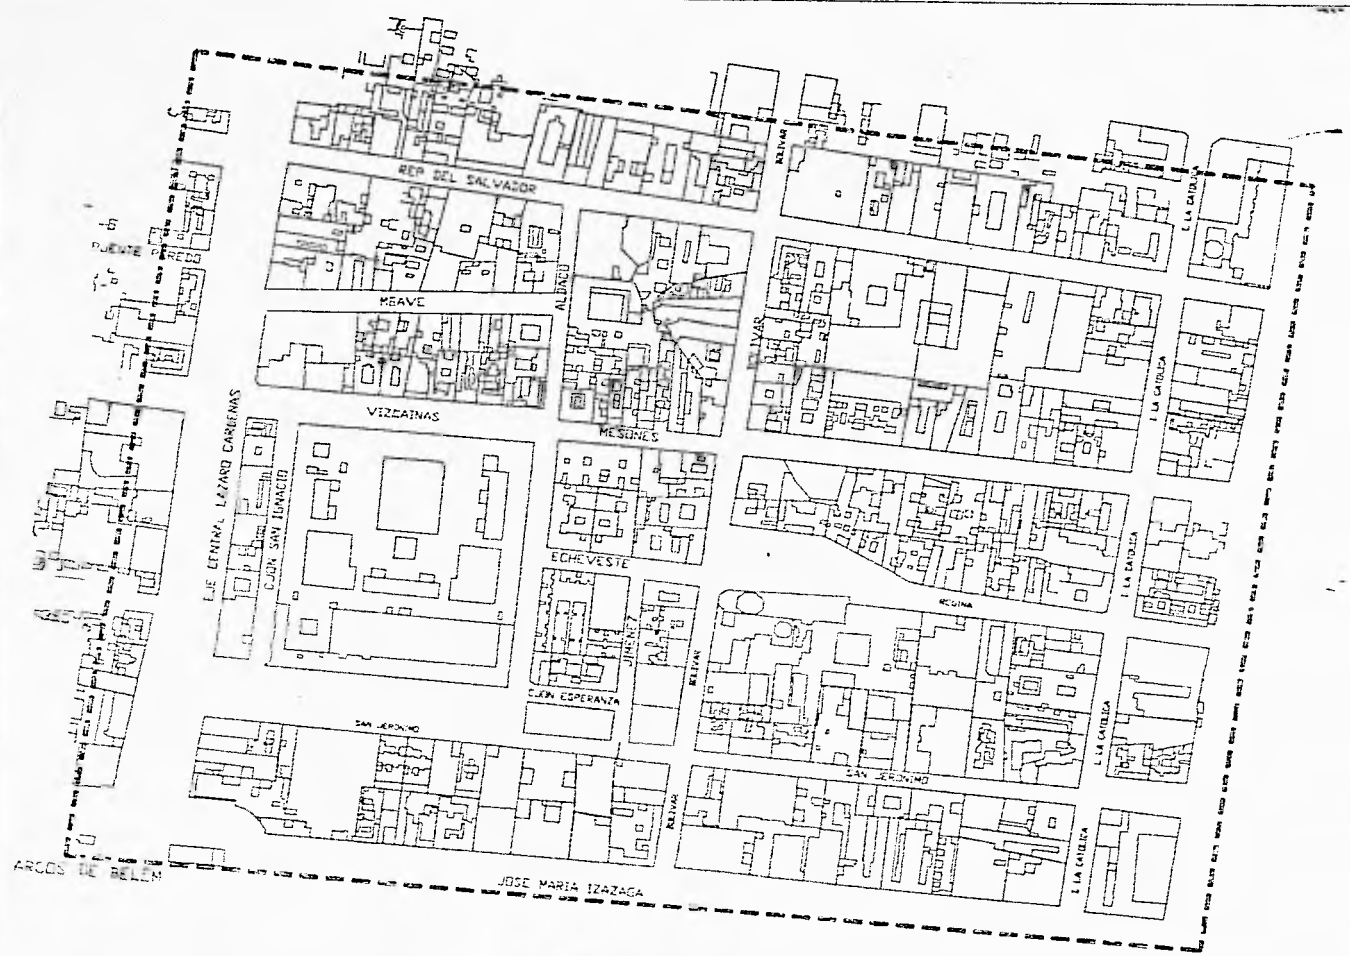 BOLIVAR
I. LA CATOLICA
REP DEL SALVADOR
PUENTE
ALDACO
MEAVE
IVAR
I. LA CATOLICA
VIZCAINAS
MESONES
EJE CENTRAL LAZARO CARDENAS
CJON SAN IGNACIO
ECHEVESTE
I. LA CATOLICA
REGINA
JIMENEZ
BOLIVAR
CJON ESPERANZA
I. LA CATOLICA
SAN JERONIMO
SAN JERONIMO
BOLIVAR
I. LA CATOLICA
ARCOS DE BELEM
JOSE MARIA IZAZAGA